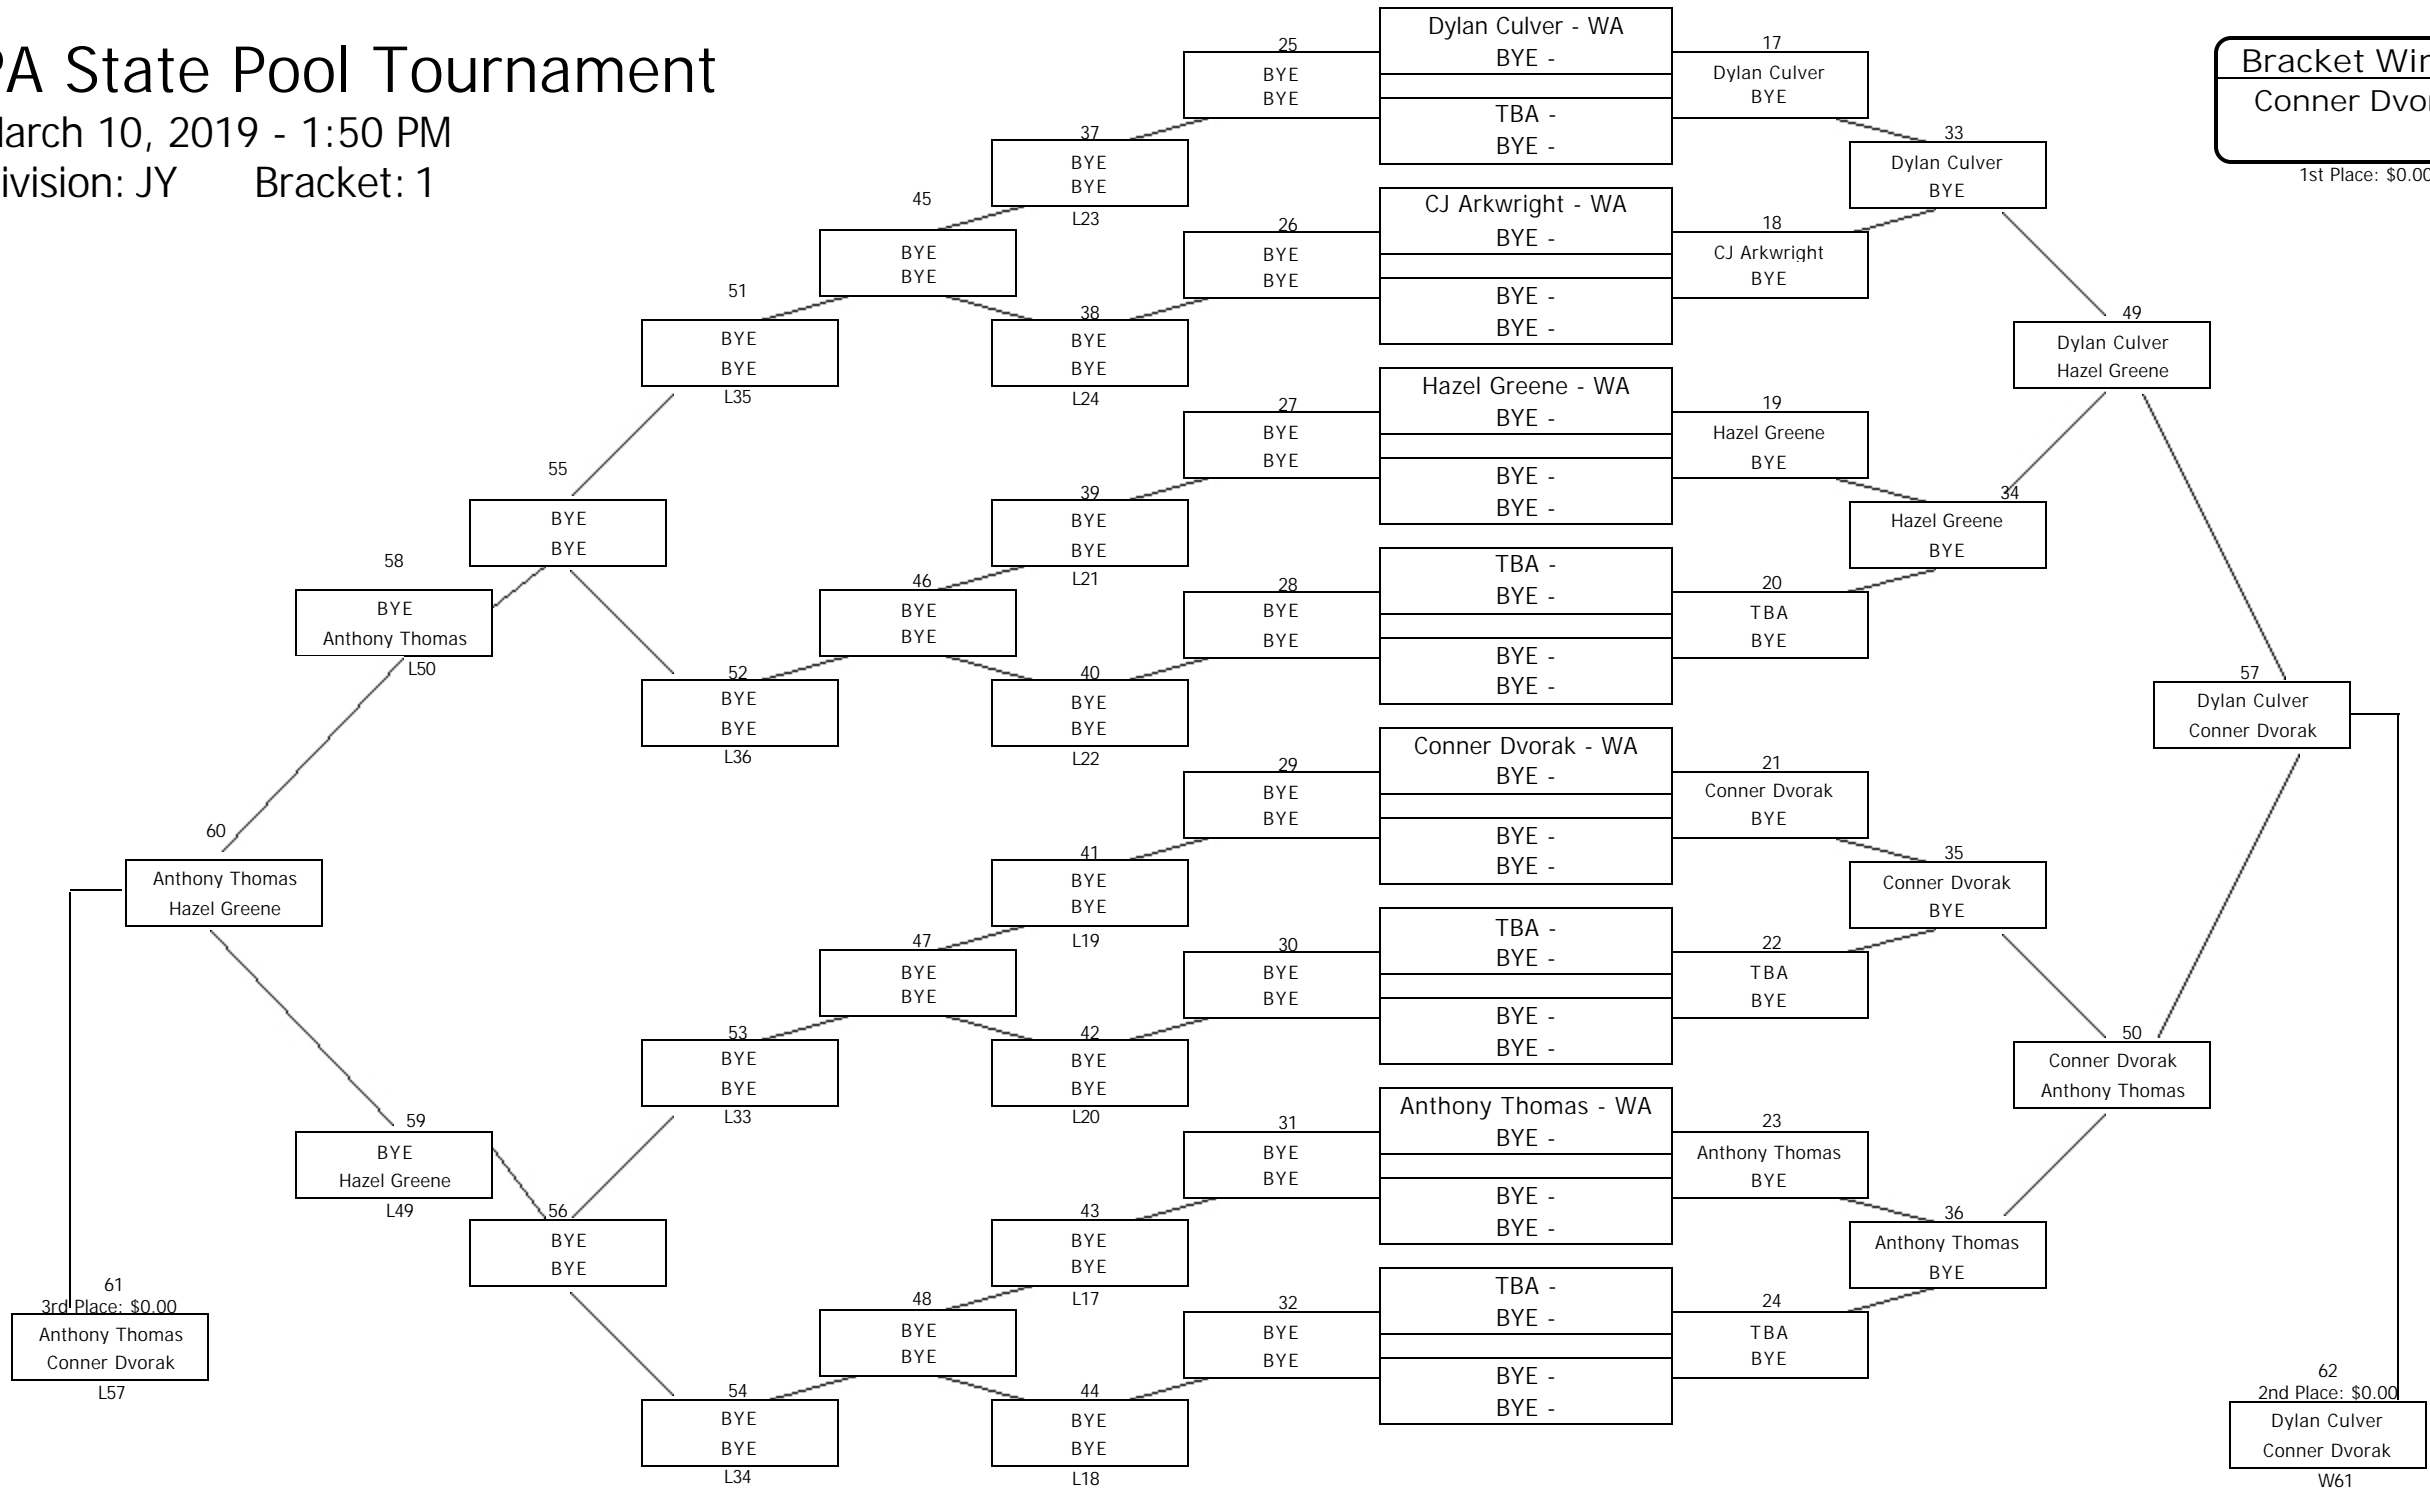 PA State Pool Tournament
arch 10, 2019 - 1:50 PM
ivision: JY Bracket: 1
61
3rd Place: $0.00
Anthony Thomas
Conner Dvorak
L57
60
Anthony Thomas
Hazel Greene
58
BYE
Anthony Thomas
L50
59
BYE
Hazel Greene
L49
55
BYE
BYE
56
BYE
BYE
51
BYE
BYE
L35
52
BYE
BYE
L36
53
BYE
BYE
L33
54
BYE
BYE
L34
45
BYE
BYE
46
BYE
BYE
47
BYE
BYE
48
BYE
BYE
37
BYE
BYE
L23
38
BYE
BYE
L24
39
BYE
BYE
L21
40
BYE
BYE
L22
41
BYE
BYE
L19
42
BYE
BYE
L20
43
BYE
BYE
L17
44
BYE
BYE
L18
25
BYE
BYE
26
BYE
BYE
27
BYE
BYE
28
BYE
BYE
29
BYE
BYE
30
BYE
BYE
31
BYE
BYE
32
BYE
BYE
Dylan Culver - WA
BYE -
TBA -
BYE -
CJ Arkwright - WA
BYE -
BYE -
BYE -
Hazel Greene - WA
BYE -
BYE -
BYE -
TBA -
BYE -
BYE -
BYE -
Conner Dvorak - WA
BYE -
BYE -
BYE -
TBA -
BYE -
BYE -
BYE -
Anthony Thomas - WA
BYE -
BYE -
BYE -
TBA -
BYE -
BYE -
BYE -
17
Dylan Culver
BYE
18
CJ Arkwright
BYE
19
Hazel Greene
BYE
20
TBA
BYE
21
Conner Dvorak
BYE
22
TBA
BYE
23
Anthony Thomas
BYE
24
TBA
BYE
33
Dylan Culver
BYE
34
Hazel Greene
BYE
35
Conner Dvorak
BYE
36
Anthony Thomas
BYE
49
Dylan Culver
Hazel Greene
50
Conner Dvorak
Anthony Thomas
57
Dylan Culver
Conner Dvorak
Bracket Wi
Conner Dvo
1st Place: $0.00
62
2nd Place: $0.00
Dylan Culver
Conner Dvorak
W61